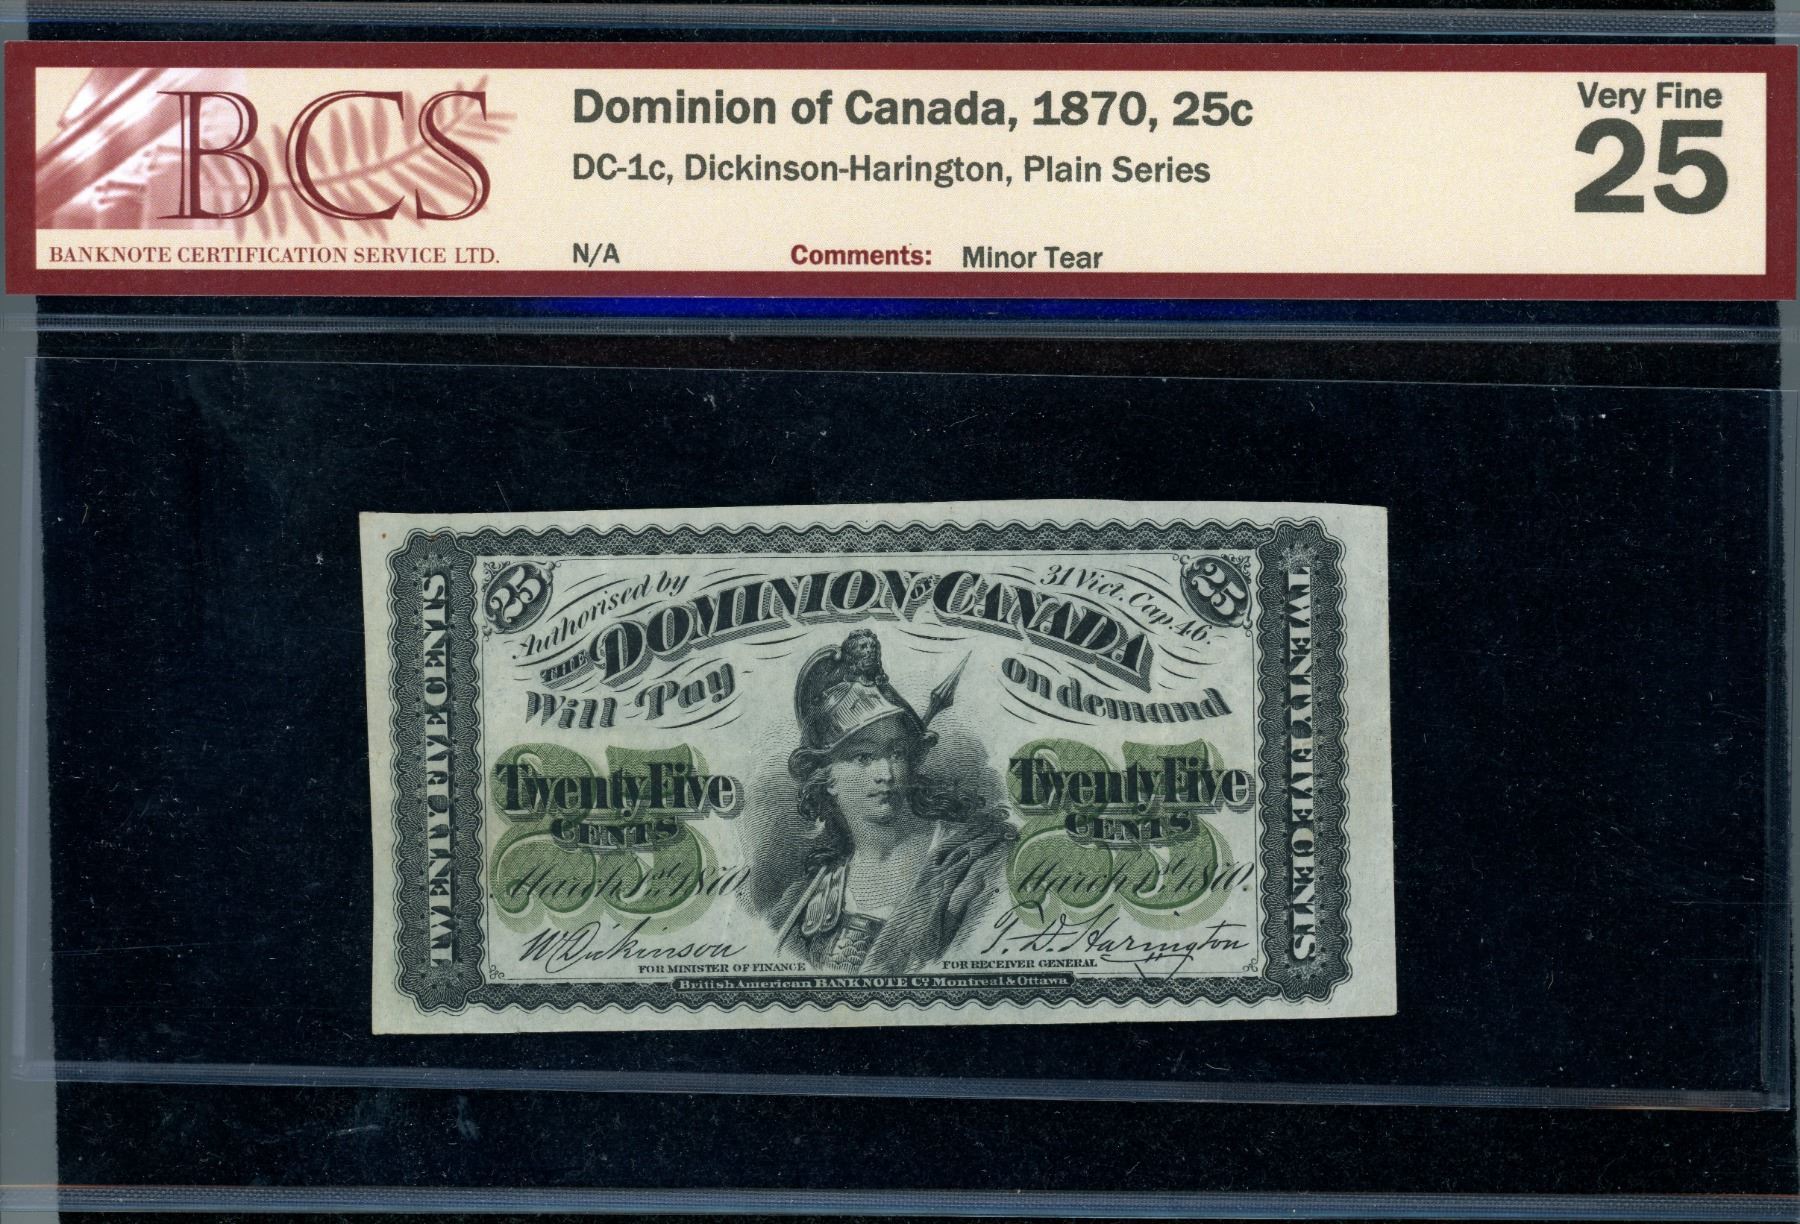 BCS
BANKNOTE CERTIFICATION SERVICE LTD.
Dominion of Canada, 1870, 25c
DC-1c, Dickinson-Harington, Plain Series
N/A
Comments: Minor Tear
Very Fine
25
TWENTY FIVE CENTS
25
Authorised by
31 Vict. Cap. 46.
25
THE DOMINION OF CANADA
Will Pay
On demand
25
Twenty Five
CENTS
March 1st 1870.
25
Twenty Five
CENTS
March 1st 1870.
W Dickinson
FOR MINISTER OF FINANCE
T. D. Harington
FOR RECEIVER GENERAL
British American BANK NOTE Co. Montreal & Ottawa
TWENTY FIVE CENTS